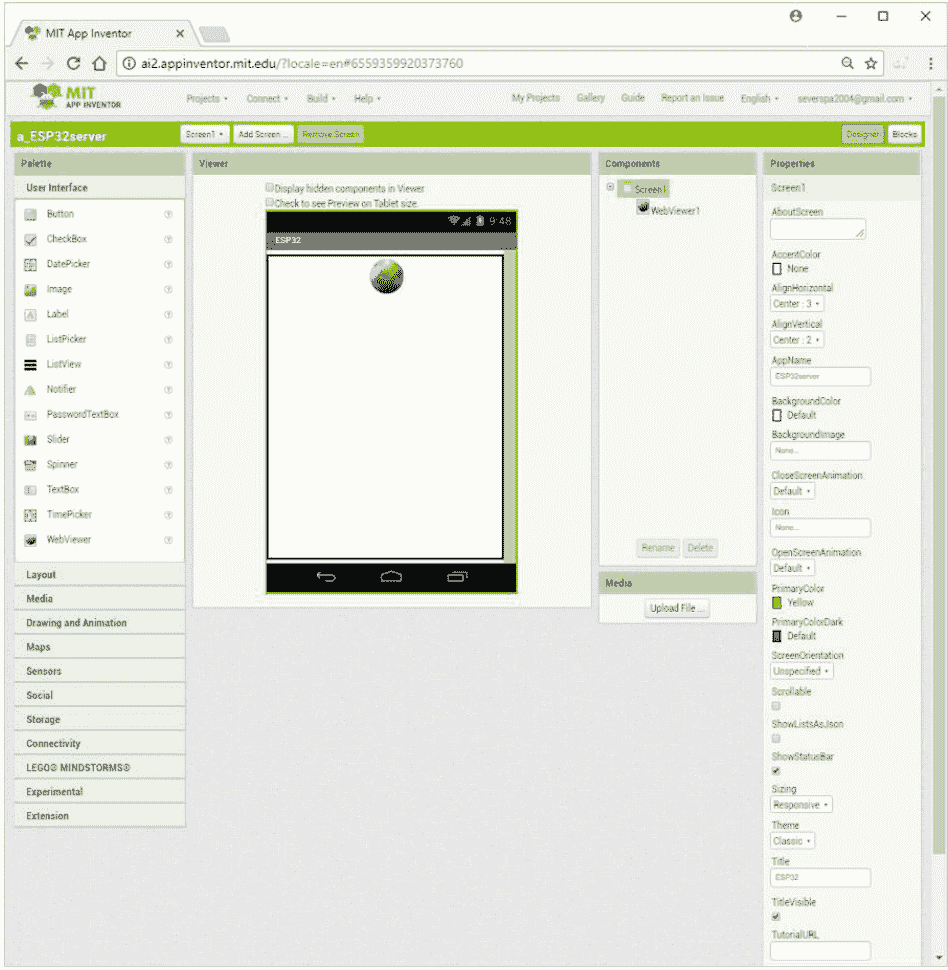 MIT App Inventor
ai2.appinventor.mit.edu/?locale=en#6559359920373760
MIT
APP INVENTOR
Projects Connect Build Help My Projects Gallery Guide Report an Issue English severspa2004@gmail.com
a_ESP32server Screen1 Add Screen ... Remove Screen Designer Blocks
Palette
User Interface
Button
CheckBox
DatePicker
Image
Label
ListPicker
ListView
Notifier
PasswordTextBox
Slider
Spinner
TextBox
TimePicker
WebViewer
Layout
Media
Drawing and Animation
Maps
Sensors
Social
Storage
Connectivity
LEGO® MINDSTORMS®
Experimental
Extension
Viewer
Display hidden components in Viewer
Check to see Preview on Tablet size.
9:48
ESP32
Components
Screen1
WebViewer1
Rename Delete
Media
Upload File ...
Properties
Screen1
AboutScreen
AccentColor
None
AlignHorizontal
Center : 3
AlignVertical
Center : 2
AppName
ESP32server
BackgroundColor
Default
BackgroundImage
None...
CloseScreenAnimation
Default
Icon
None...
OpenScreenAnimation
Default
PrimaryColor
Yellow
PrimaryColorDark
Default
ScreenOrientation
Unspecified
Scrollable
ShowListsAsJson
ShowStatusBar
Sizing
Responsive
Theme
Classic
Title
ESP32
TitleVisible
TutorialURL